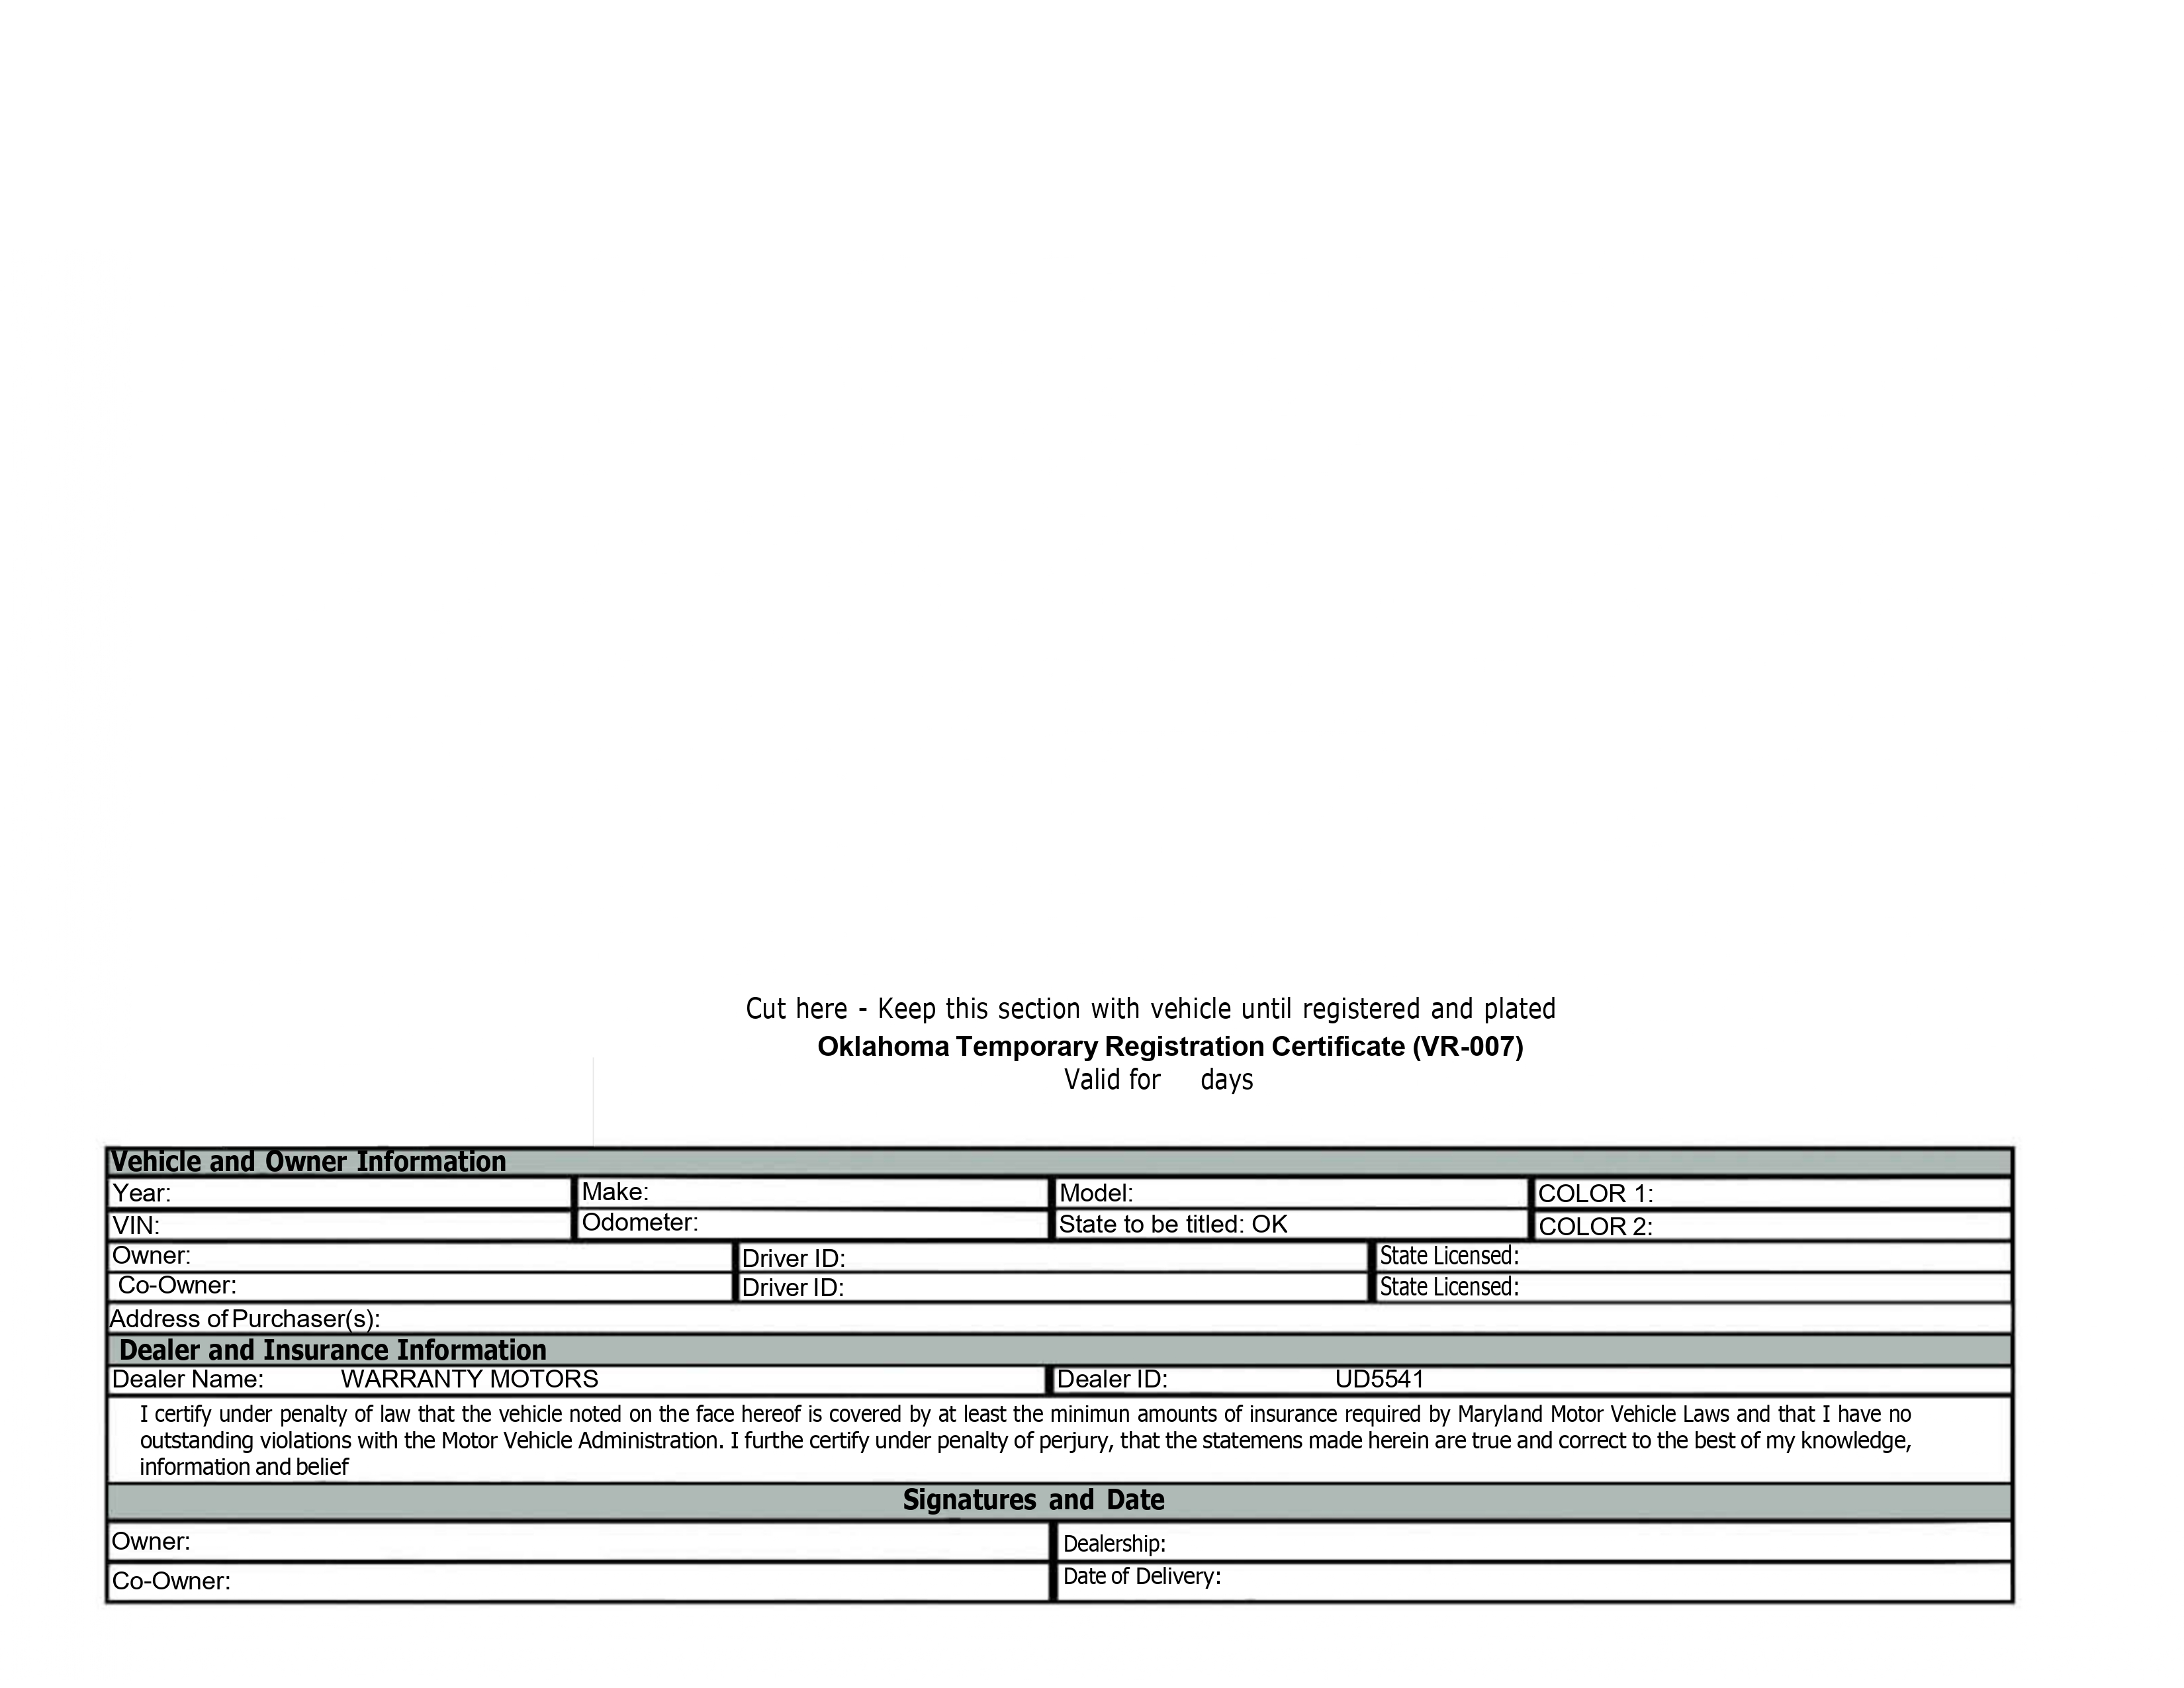 Cut here - Keep this section with vehicle until registered and plated
Oklahoma Temporary Registration Certificate (VR-007)
Valid for days
Vehicle and Owner Information
Year: Make: Model: COLOR 1:
VIN: Odometer: State to be titled: OK COLOR 2:
Owner: Driver ID: State Licensed:
Co-Owner: Driver ID: State Licensed:
Address of Purchaser(s):
Dealer and Insurance Information
Dealer Name: WARRANTY MOTORS Dealer ID: UD5541
I certify under penalty of law that the vehicle noted on the face hereof is covered by at least the minimun amounts of insurance required by Maryland Motor Vehicle Laws and that I have no
outstanding violations with the Motor Vehicle Administration. I furthe certify under penalty of perjury, that the statemens made herein are true and correct to the best of my knowledge,
information and belief
Signatures and Date
Owner: Dealership:
Co-Owner: Date of Delivery: